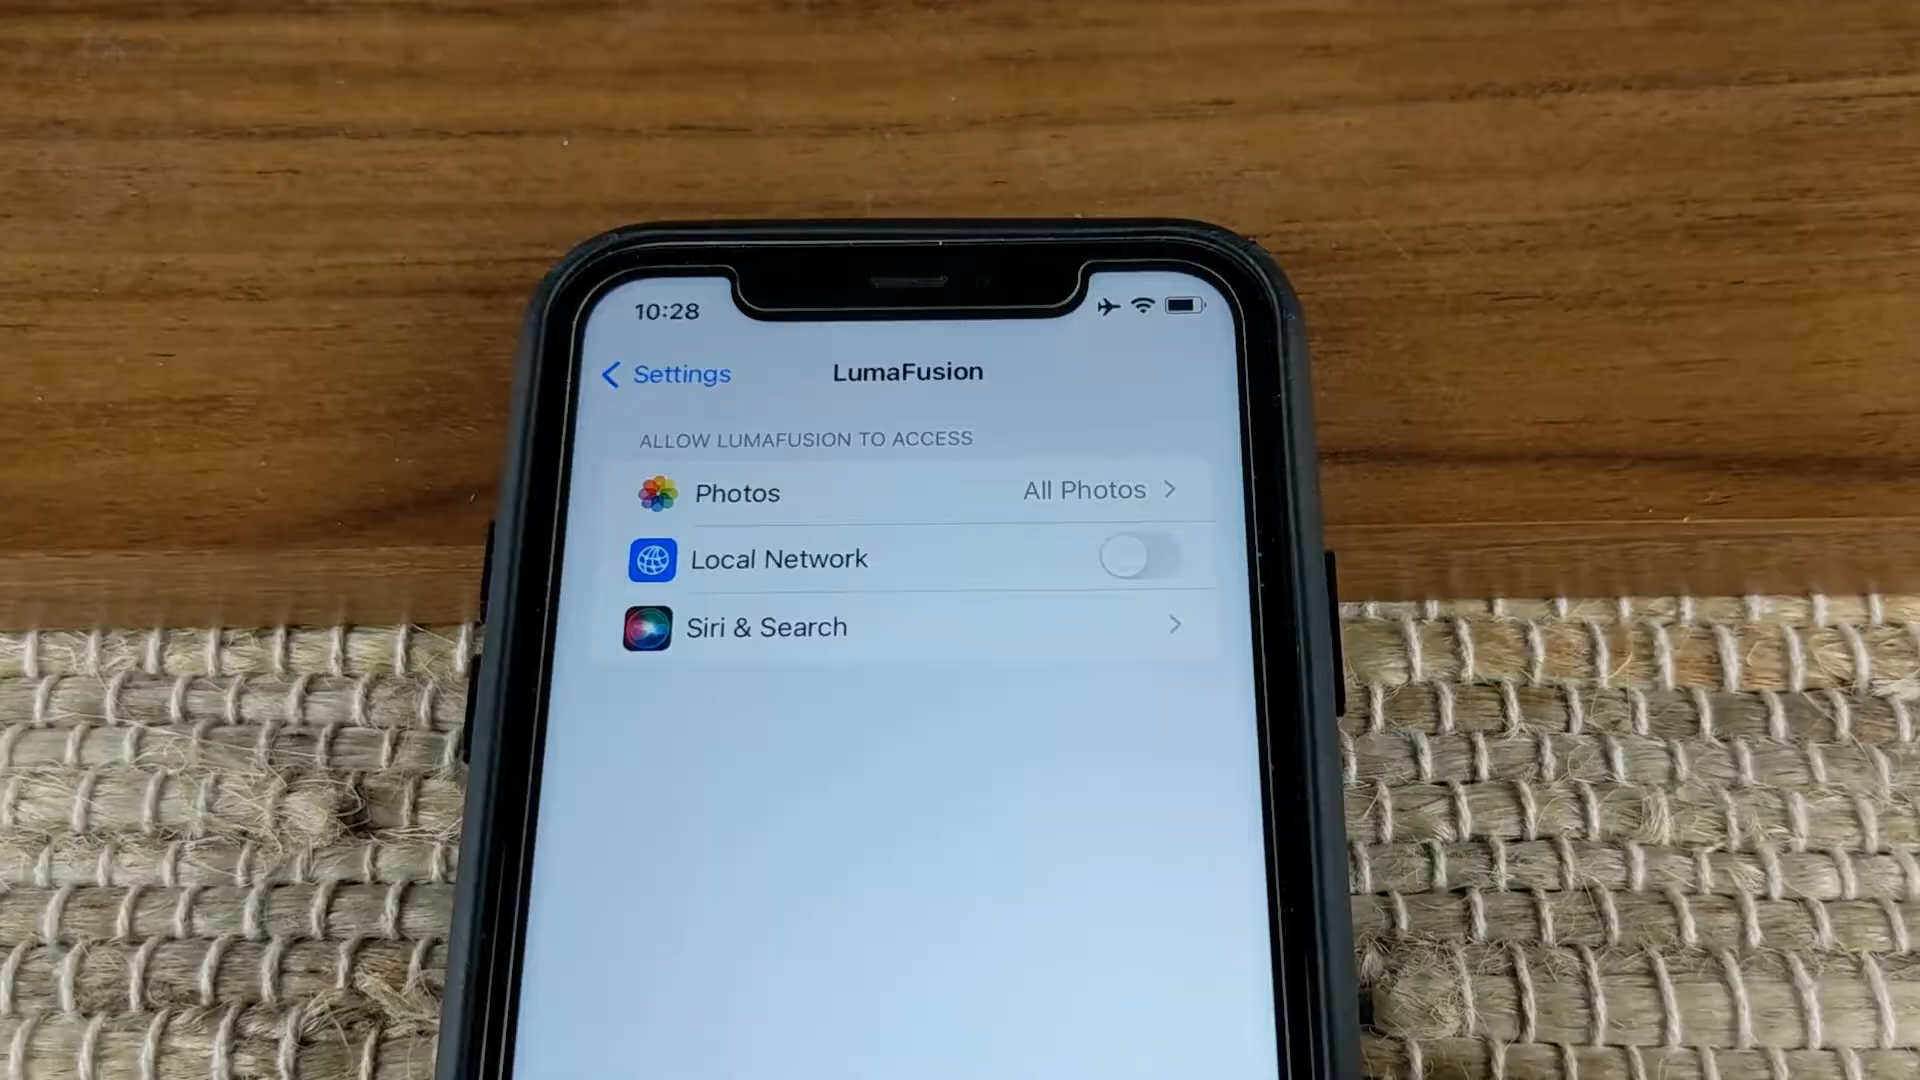 10:28
Settings
LumaFusion
ALLOW LUMAFUSION TO ACCESS
Photos All Photos
Local Network
Siri & Search